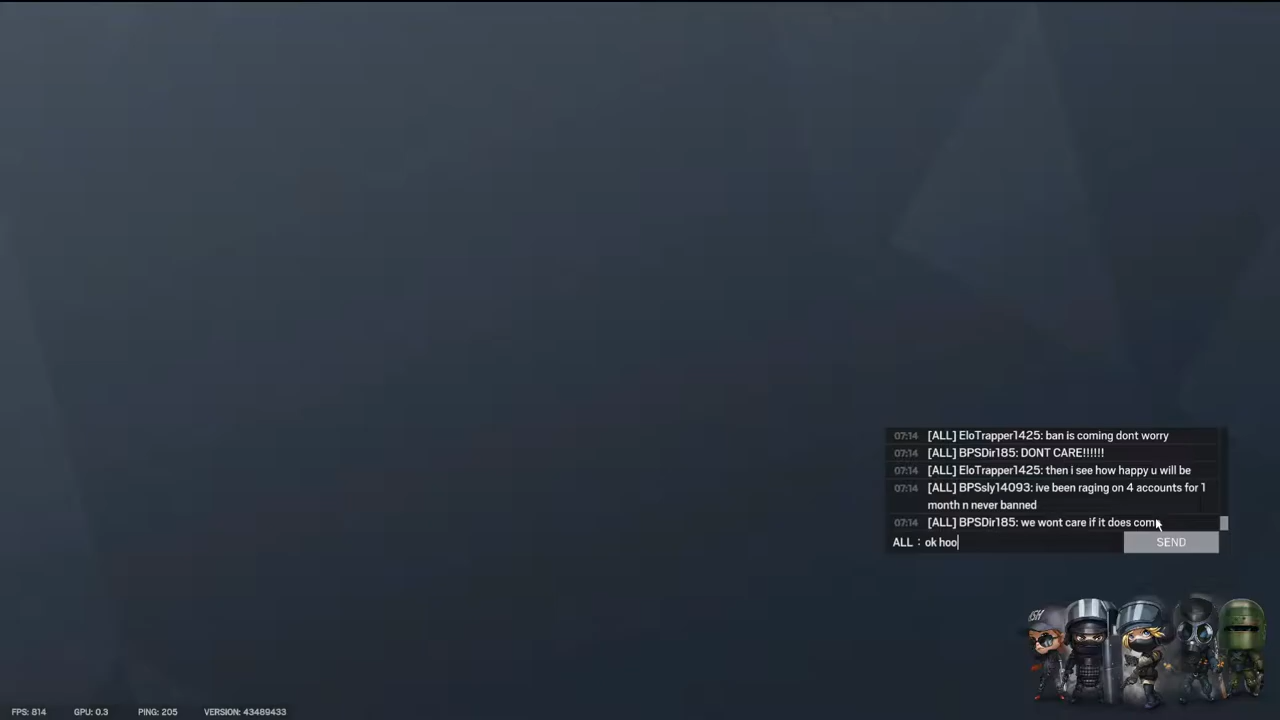 07:14 [ALL] EloTrapper1425: ban is coming dont worry
07:14 [ALL] BPSDir185: DONT CARE!!!!!!
07:14 [ALL] EloTrapper1425: then i see how happy u will be
07:14 [ALL] BPSsly14093: ive been raging on 4 accounts for 1
month n never banned
07:14 [ALL] BPSDir185: we wont care if it does com
ALL : ok hoo SEND
FPS: 814 GPU: 0.3 PING: 205 VERSION: 43489433